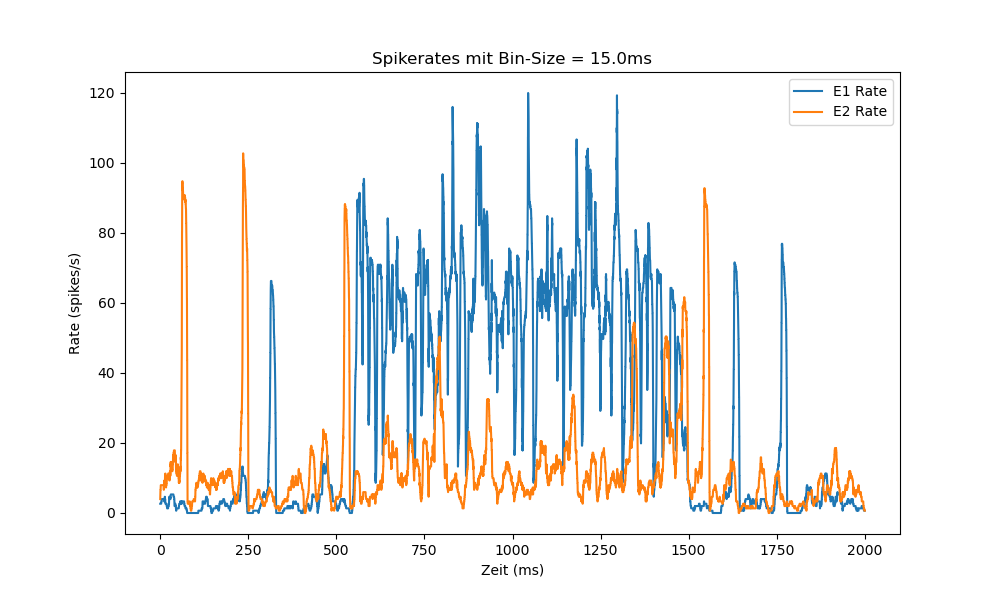 Spikerates mit Bin-Size = 15.0ms
E1 Rate
E2 Rate
120
100
80
60
40
20
0
Rate (spikes/s)
0 250 500 750 1000 1250 1500 1750 2000
Zeit (ms)